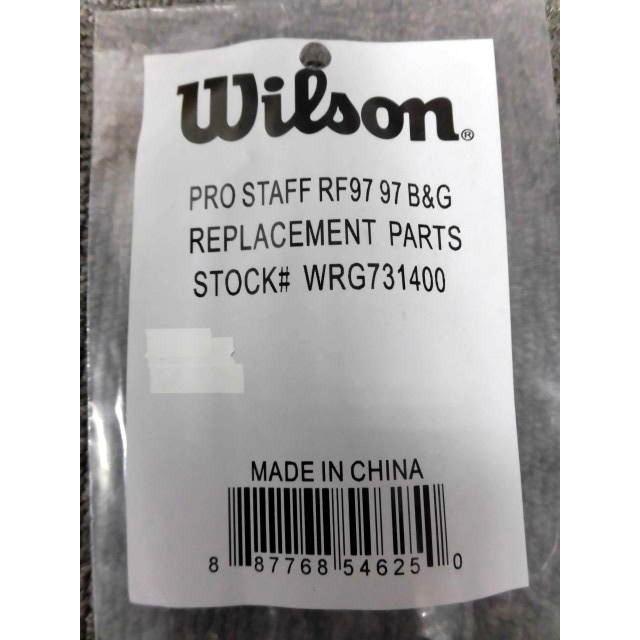 Wilson®
PRO STAFF RF97 97 B&G
REPLACEMENT PARTS
STOCK# WRG731400
MADE IN CHINA
8 87768 54625 0